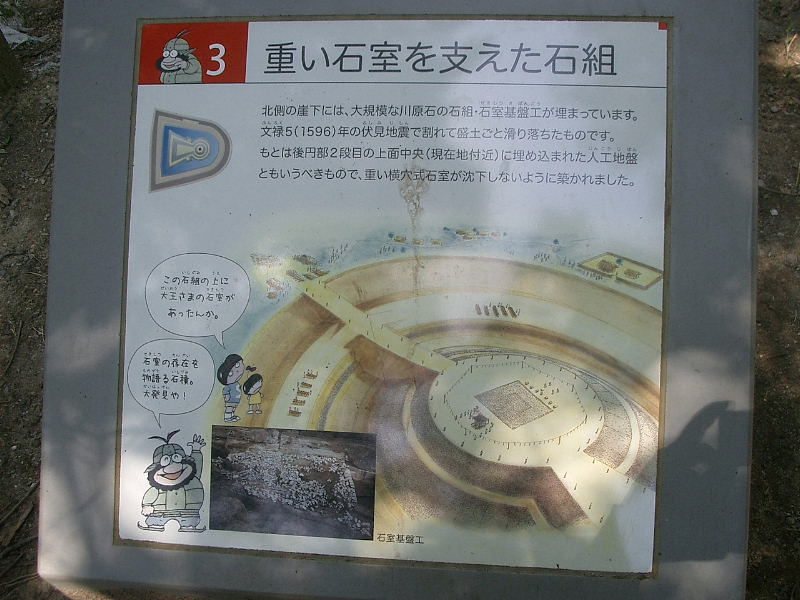 3
重い石室を支えた石組
北側の崖下には、大規模な川原石の石組・石室基盤工が埋まっています。
文禄5(1596)年の伏見地震で割れて盛土ごと滑り落ちたものです。
もとは後円部2段目の上面中央(現在地付近)に埋め込まれた人工地盤
ともいうべきもので、重い横穴式石室が沈下しないように築かれました。
この石組の上に
大王さまの石室が
あったんか。
石室の存在を
物語る石積。
大発見や!
石室基盤工